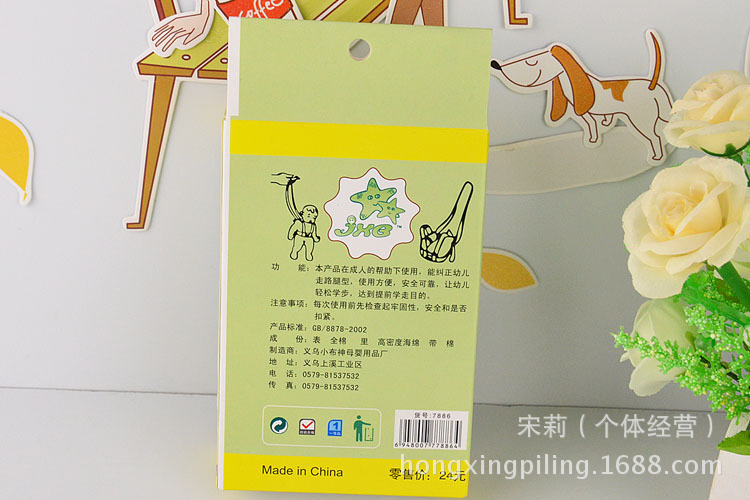 Coffee
JHB™
功　能：本产品在成人的帮助下使用，能纠正幼儿
走路腿型，使用方便，安全可靠，让幼儿
轻松学步，达到提前学走目的。
注意事项：每次使用前先检查起牢固性，安全和是否
扣紧。
产品标准：GB/8878-2002
成　份：表 全棉 里 高密度海绵 带 棉
制造商：义乌小布神母婴用品厂
地　址：义乌上溪工业区
电　话：0579-81537532
传　真：0579-81537532
货号：7886
6948007778864
Made in China
零售价：24元
宋莉（个体经营）
hongxingpiling.1688.com